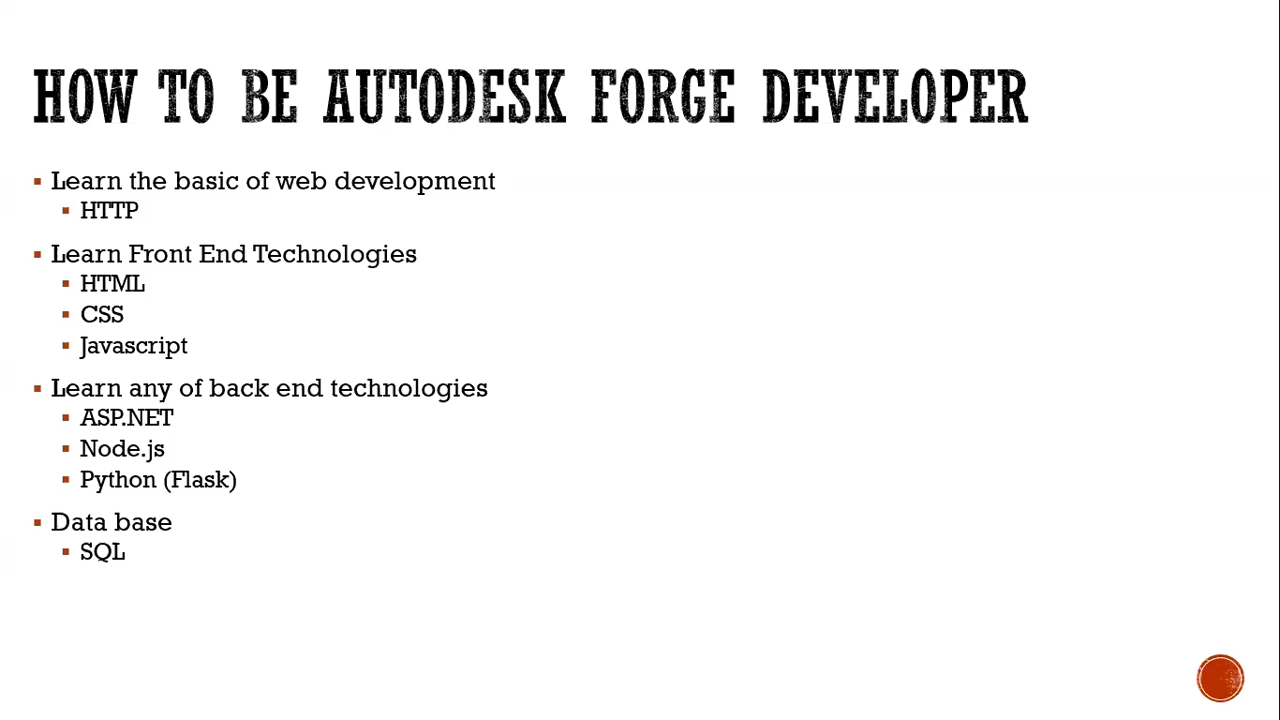 HOW TO BE AUTODESK FORGE DEVELOPER
▪ Learn the basic of web development
▪ HTTP
▪ Learn Front End Technologies
▪ HTML
▪ CSS
▪ Javascript
▪ Learn any of back end technologies
▪ ASP.NET
▪ Node.js
▪ Python (Flask)
▪ Data base
▪ SQL